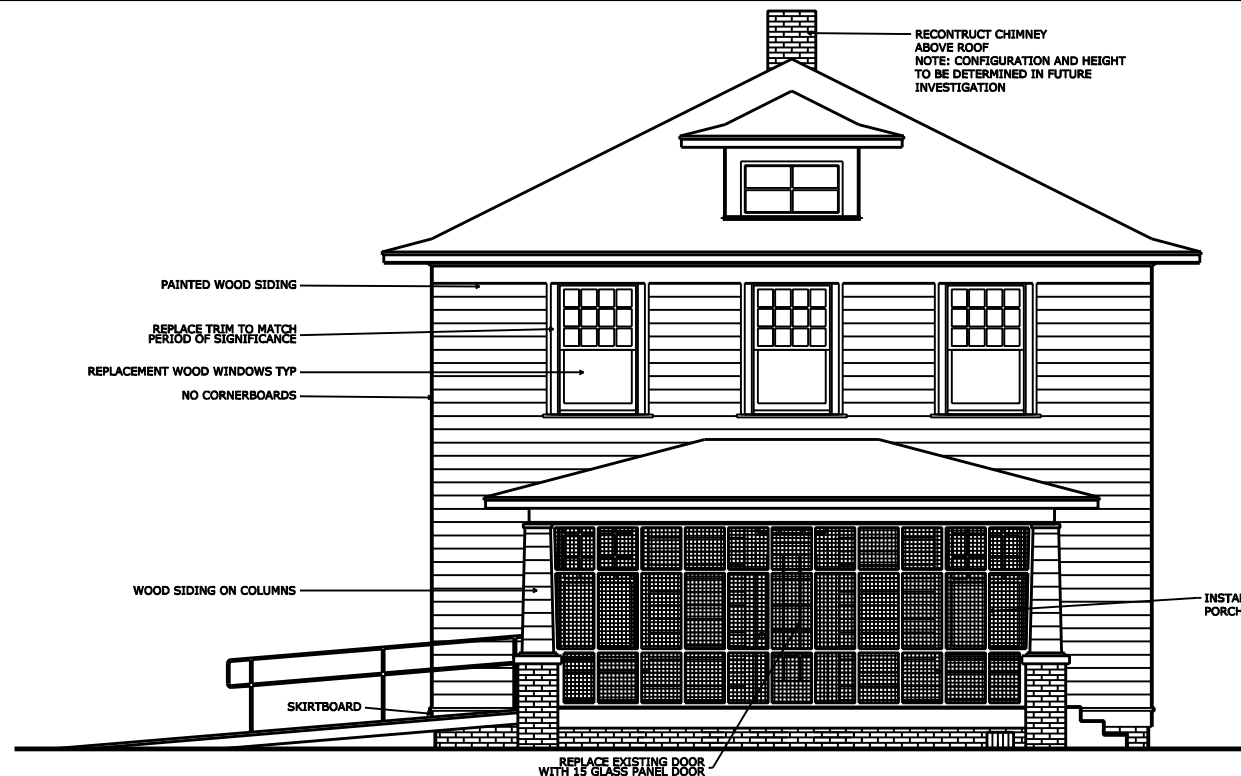 RECONTRUCT CHIMNEY
ABOVE ROOF
NOTE: CONFIGURATION AND HEIGHT
TO BE DETERMINED IN FUTURE
INVESTIGATION
PAINTED WOOD SIDING
REPLACE TRIM TO MATCH
PERIOD OF SIGNIFICANCE
REPLACEMENT WOOD WINDOWS TYP
NO CORNERBOARDS
WOOD SIDING ON COLUMNS
PORCH
SKIRTBOARD
REPLACE EXISTING DOOR
WITH 15 GLASS PANEL DOOR